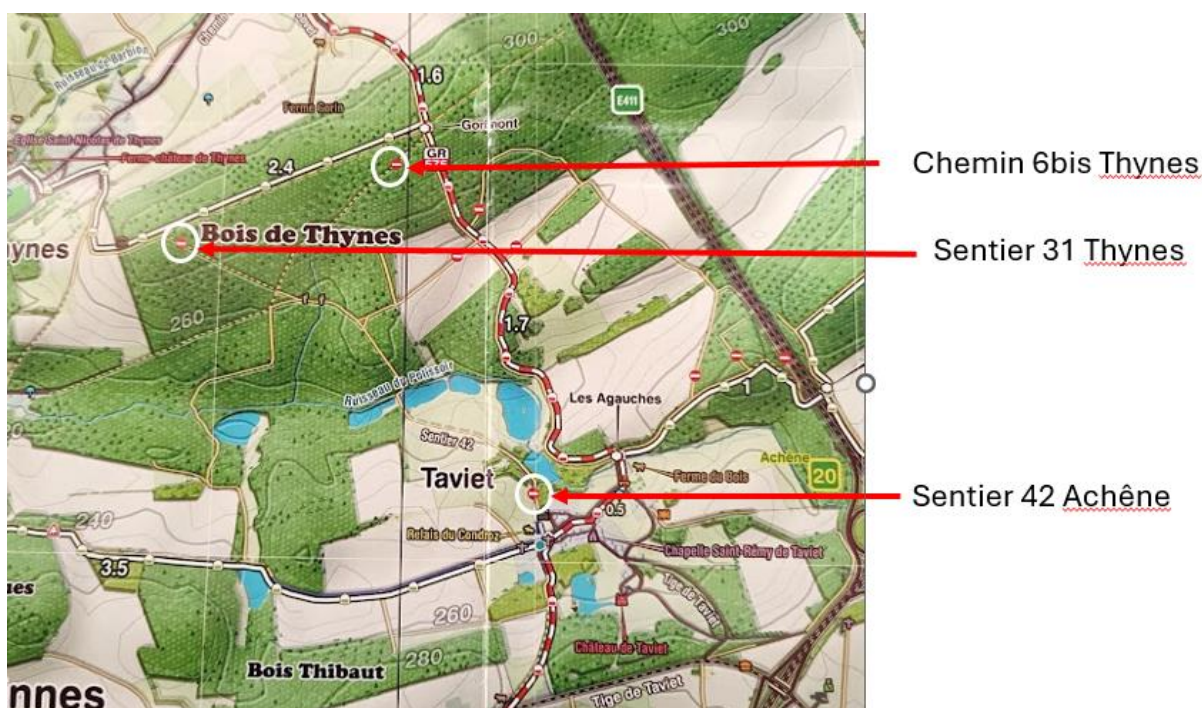 300
300
Ruisseau de Barbion
1.6
E411
Ferme Gorin
Gorimont
Eglise Saint-Nicolas de Thynes
Ferme-château de Thynes
GR
575
Chemin 6bis Thynes
2.4
Bois de Thynes
Sentier 31 Thynes
260
1.7
Ruisseau du Polissoir
Les Agauches
1
Sentier 42
Taviet
Achêne
20
Ferme du Bois
Sentier 42 Achêne
240
0.5
Relais du Condroz
Chapelle Saint-Rémy de Taviet
3.5
Tige de Taviet
260
Château de Taviet
Bois Thibaut
280
Tige de Taviet